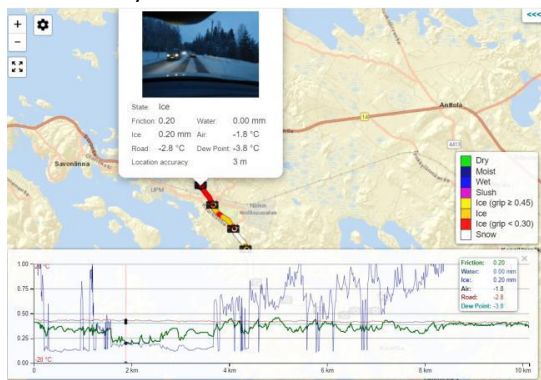 +
−
<<<
State: Ice
Friction: 0.20 Water: 0.00 mm
Ice 0.20 mm Air -1.8 °C
Road: -2.8 °C Dew Point: -3.8 °C
Location accuracy: 3 m
Anttola
14
Savonlinna
UPM
Dry
Moist
Wet
Slush
Ice (grip ≥ 0.45)
Ice
Ice (grip < 0.30)
Snow
1.00
20 °C
0.75
0.50
0.25
0.00
-20 °C
0
2 km
4 km
6 km
8 km
10 km
Friction: 0.20
Water: 0.00 mm
Ice: 0.20 mm
Air: -1.8
Road: -2.8
Dew Point: -3.8